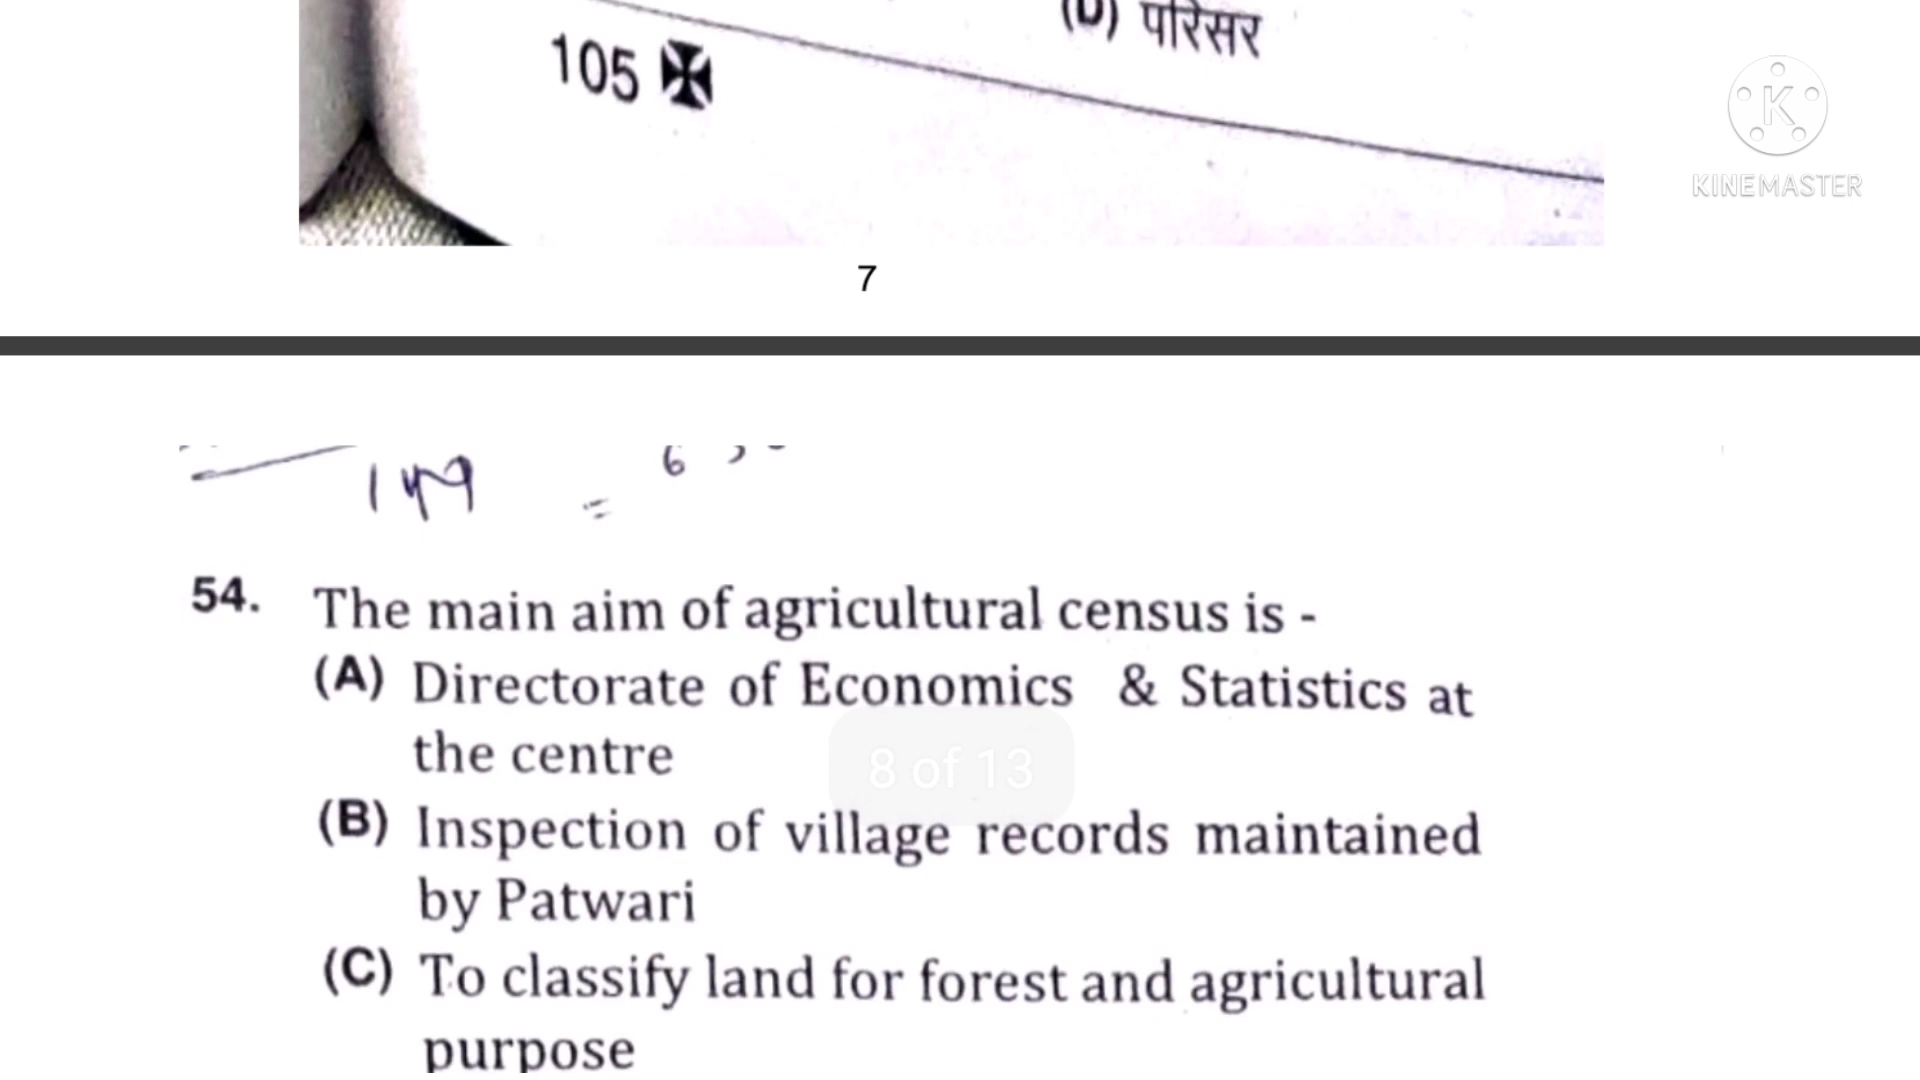 (D) परिसर
105
K
KINEMASTER
7
149 =
6
54. The main aim of agricultural census is -
(A) Directorate of Economics & Statistics at
the centre
8 of 13
(B) Inspection of village records maintained
by Patwari
(C) To classify land for forest and agricultural
purpose